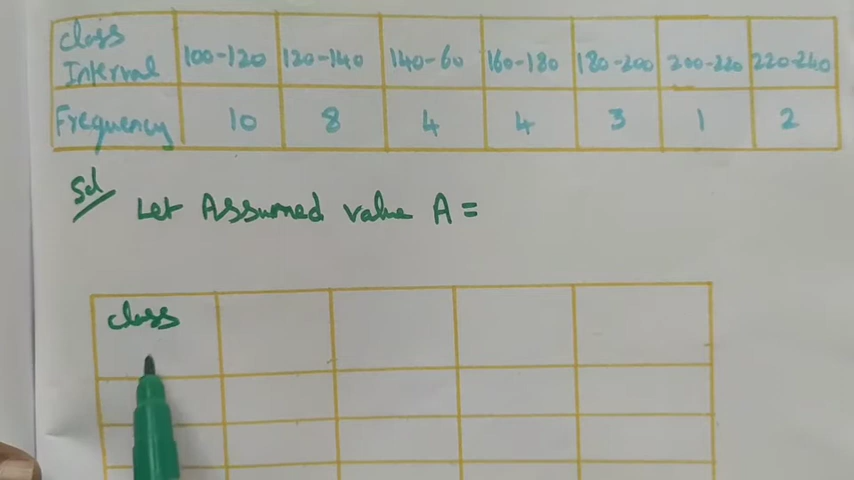 class
Interval 100-120 120-140 140-60 160-180 180-200 200-220 220-240
Frequency 10 8 4 4 3 1 2
Sol
Let Assumed value A =
class